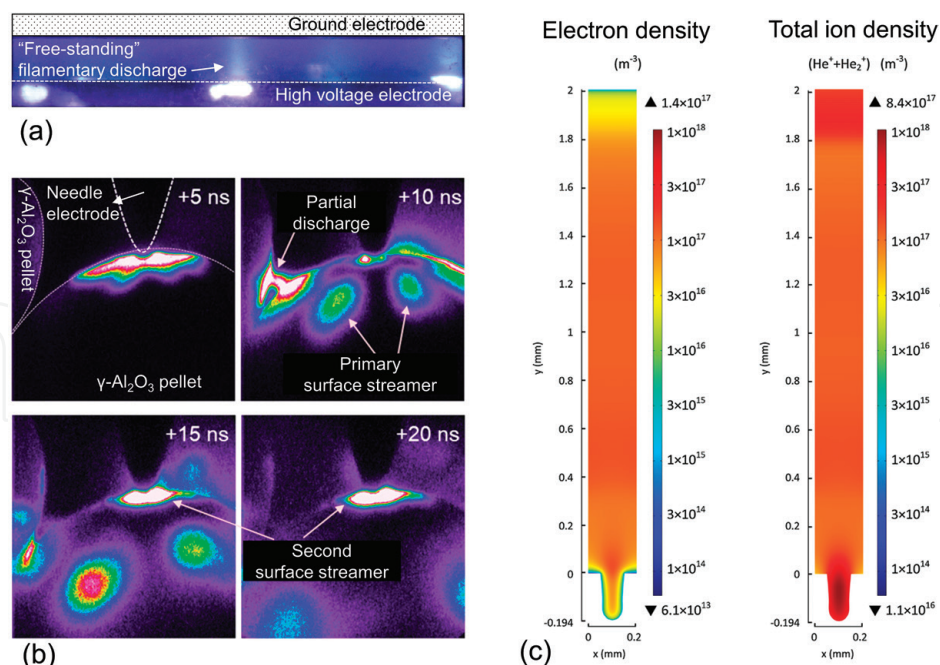 Ground electrode
“Free-standing”
filamentary discharge
High voltage electrode
(a)
Needle
electrode
+5 ns
γ-Al₂O₃ pellet
γ-Al₂O₃ pellet
Partial
discharge
+10 ns
Primary
surface streamer
+15 ns
+20 ns
Second
surface streamer
(b)
Electron density
(m⁻³)
▲ 1.4×10¹⁷
2
1.8
1.6
1.4
1.2
1
0.8
0.6
0.4
0.2
0
-0.194
y (mm)
0 0.2
x (mm)
1×10¹⁸
3×10¹⁷
1×10¹⁷
3×10¹⁶
1×10¹⁶
3×10¹⁵
1×10¹⁵
3×10¹⁴
1×10¹⁴
▼ 6.1×10¹³
Total ion density
(He⁺+He₂⁺) (m⁻³)
▲ 8.4×10¹⁷
2
1.8
1.6
1.4
1.2
1
0.8
0.6
0.4
0.2
0
-0.194
y (mm)
0 0.2
x (mm)
1×10¹⁸
3×10¹⁷
1×10¹⁷
3×10¹⁶
1×10¹⁶
3×10¹⁵
1×10¹⁵
3×10¹⁴
1×10¹⁴
▼ 1.1×10¹⁶
(c)